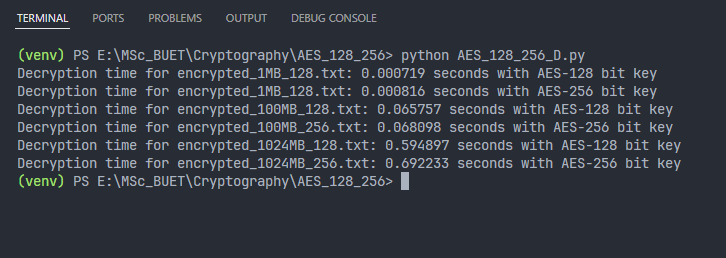 TERMINAL PORTS PROBLEMS OUTPUT DEBUG CONSOLE
(venv) PS E:\MSc_BUET\Cryptography\AES_128_256> python AES_128_256_D.py
Decryption time for encrypted_1MB_128.txt: 0.000719 seconds with AES-128 bit key
Decryption time for encrypted_1MB_256.txt: 0.000816 seconds with AES-256 bit key
Decryption time for encrypted_100MB_128.txt: 0.065757 seconds with AES-128 bit key
Decryption time for encrypted_100MB_256.txt: 0.068098 seconds with AES-256 bit key
Decryption time for encrypted_1024MB_128.txt: 0.594897 seconds with AES-128 bit key
Decryption time for encrypted_1024MB_256.txt: 0.692233 seconds with AES-256 bit key
(venv) PS E:\MSc_BUET\Cryptography\AES_128_256>